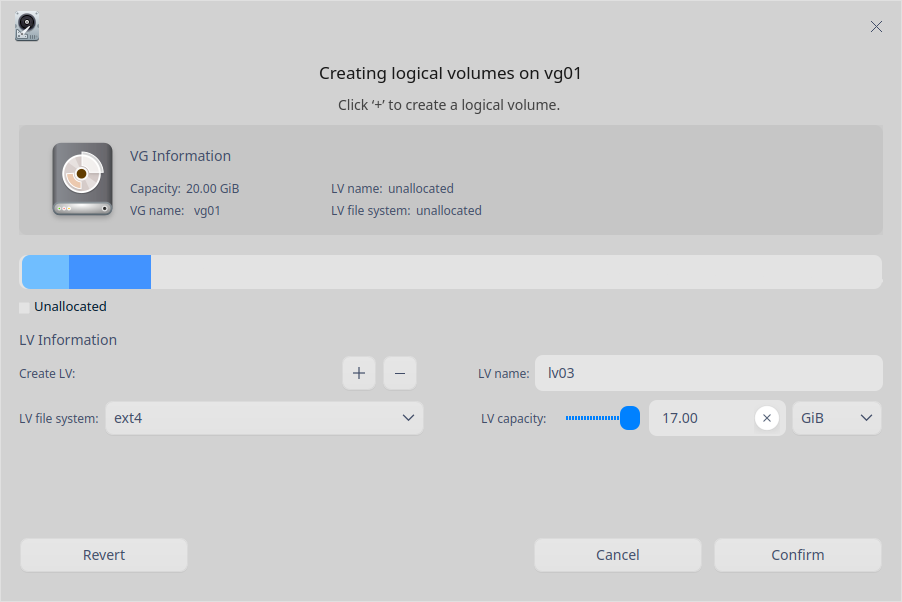 Creating logical volumes on vg01
Click ‘+’ to create a logical volume.
VG Information
Capacity: 20.00 GiB LV name: unallocated
VG name: vg01 LV file system: unallocated
Unallocated
LV Information
Create LV: + − LV name: lv03
LV file system: ext4 LV capacity: 17.00 GiB
Revert Cancel Confirm